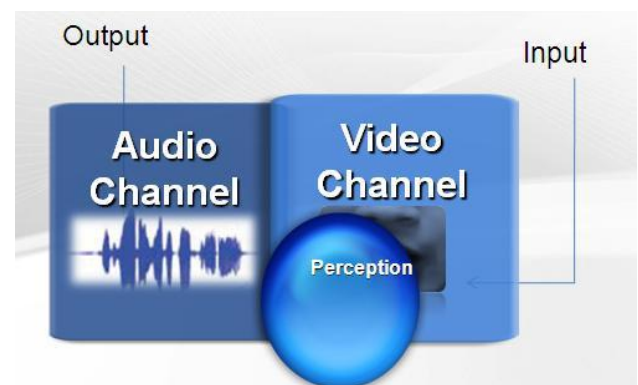 Output
Input
Audio
Channel
Video
Channel
Perception